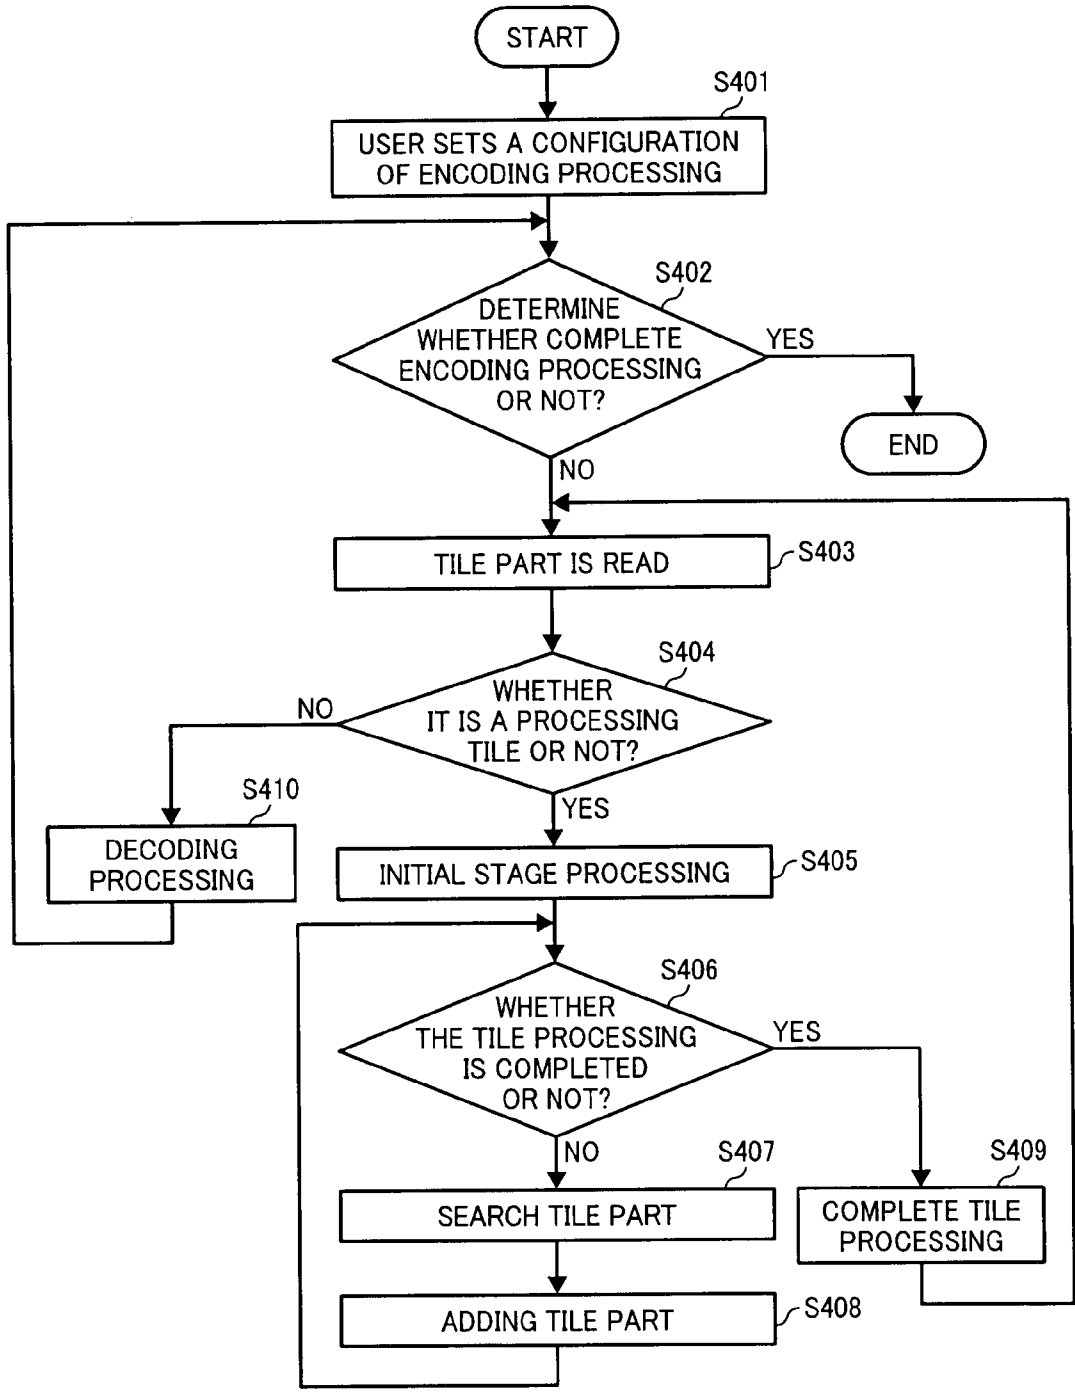 START
S401
USER SETS A CONFIGURATION
OF ENCODING PROCESSING
S402
DETERMINE
WHETHER COMPLETE
ENCODING PROCESSING
OR NOT?
YES
END
NO
TILE PART IS READ
S403
S404
WHETHER
IT IS A PROCESSING
TILE OR NOT?
NO
YES
S410
DECODING
PROCESSING
INITIAL STAGE PROCESSING
S405
S406
WHETHER
THE TILE PROCESSING
IS COMPLETED
OR NOT?
YES
NO
S407
SEARCH TILE PART
S409
COMPLETE TILE
PROCESSING
ADDING TILE PART
S408